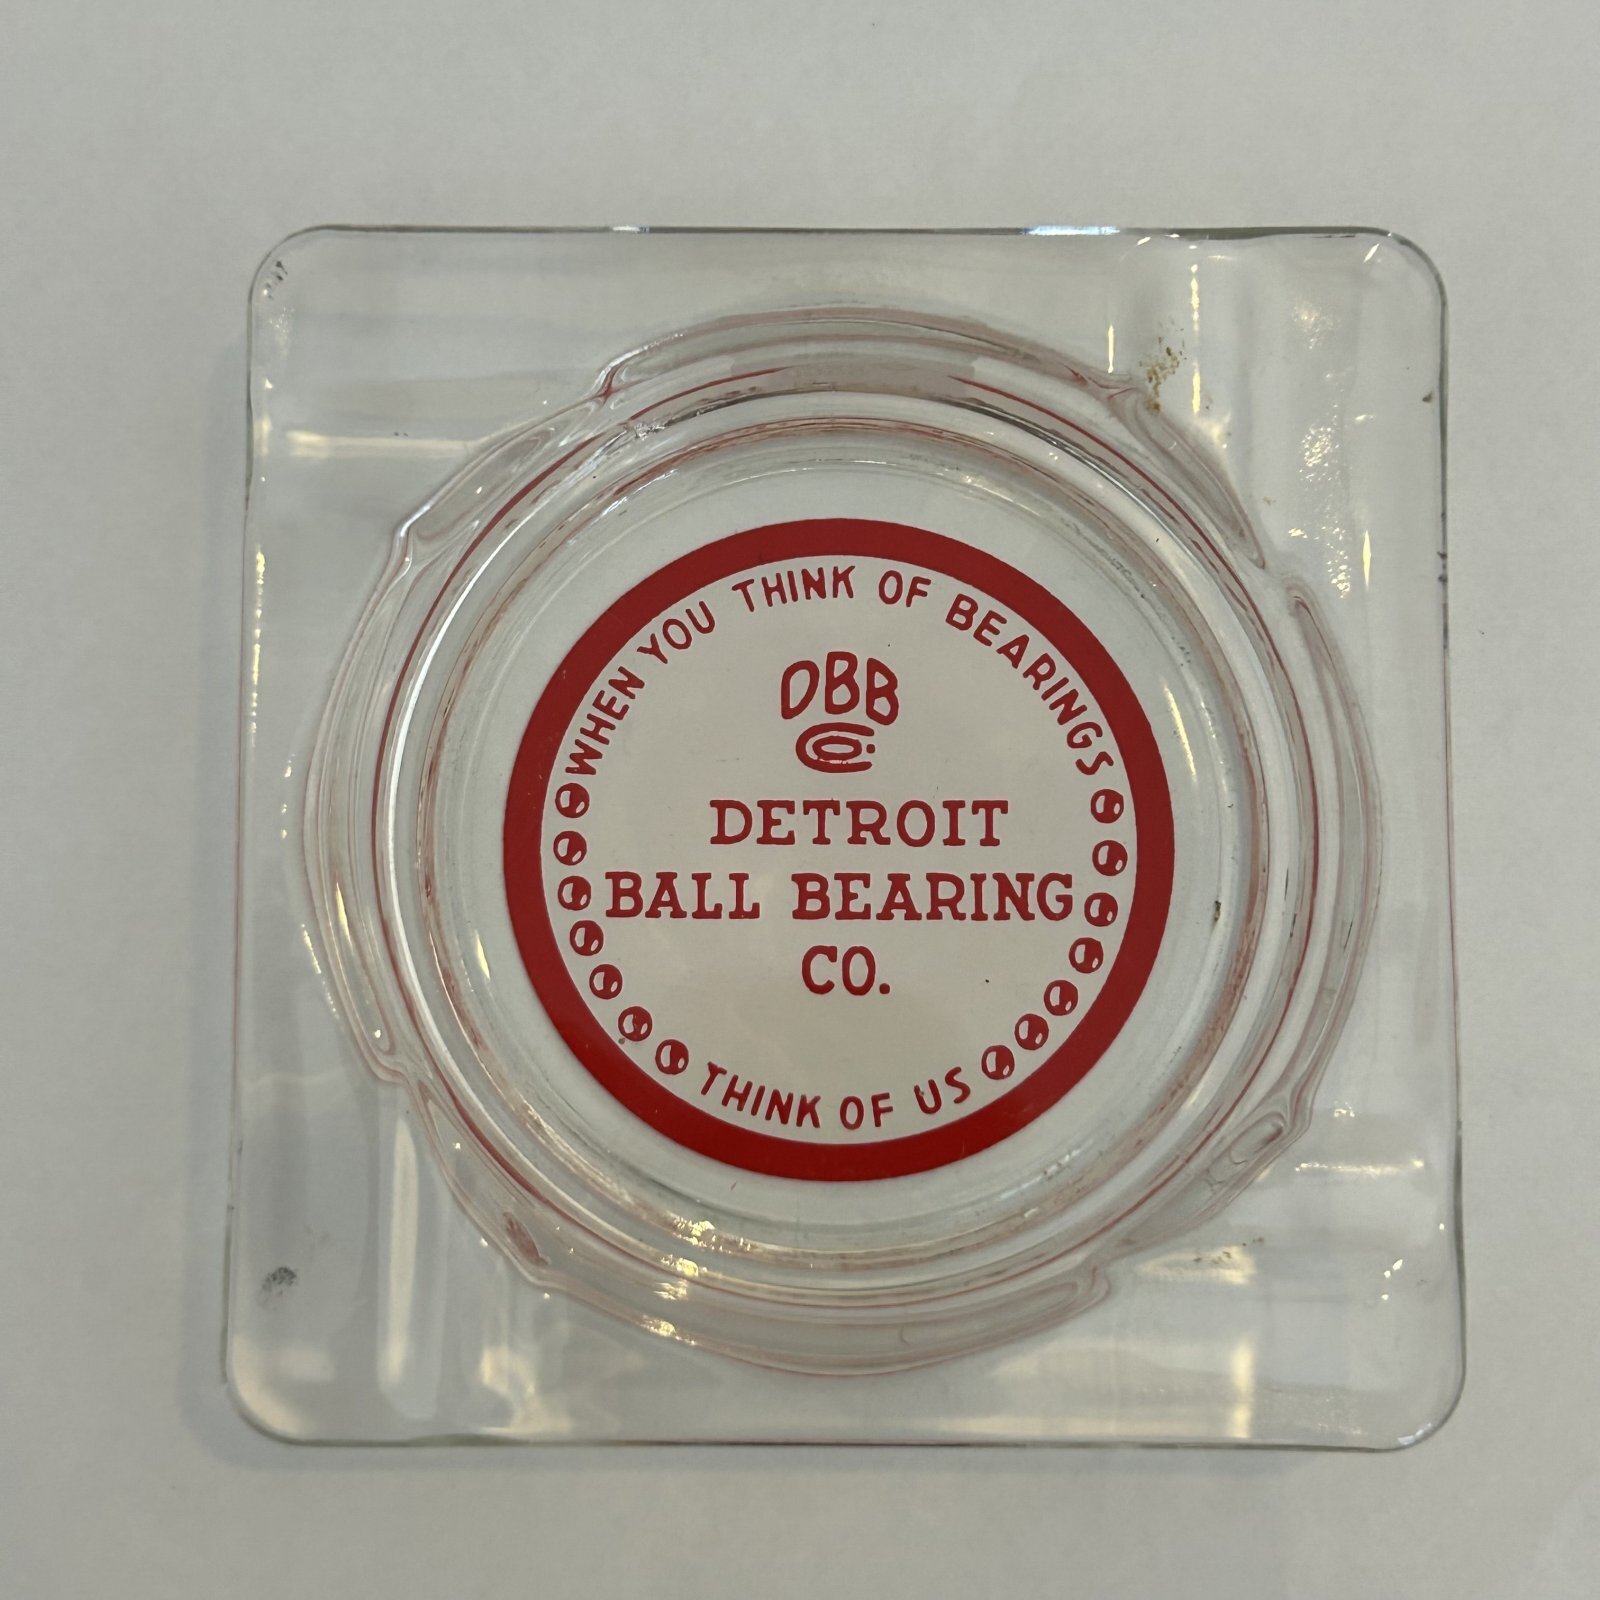 WHEN YOU THINK OF BEARINGS
DBB
CO.
DETROIT
BALL BEARING
CO.
THINK OF US